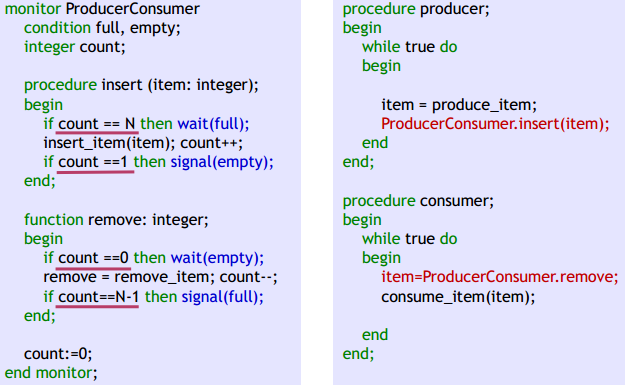 monitor ProducerConsumer
condition full, empty;
integer count;
procedure insert (item: integer);
begin
if count == N then wait(full);
insert_item(item); count++;
if count ==1 then signal(empty);
end;
function remove: integer;
begin
if count ==0 then wait(empty);
remove = remove_item; count--;
if count==N-1 then signal(full);
end;
count:=0;
end monitor;
procedure producer;
begin
while true do
begin
item = produce_item;
ProducerConsumer.insert(item);
end
end;
procedure consumer;
begin
while true do
begin
item=ProducerConsumer.remove;
consume_item(item);
end
end;